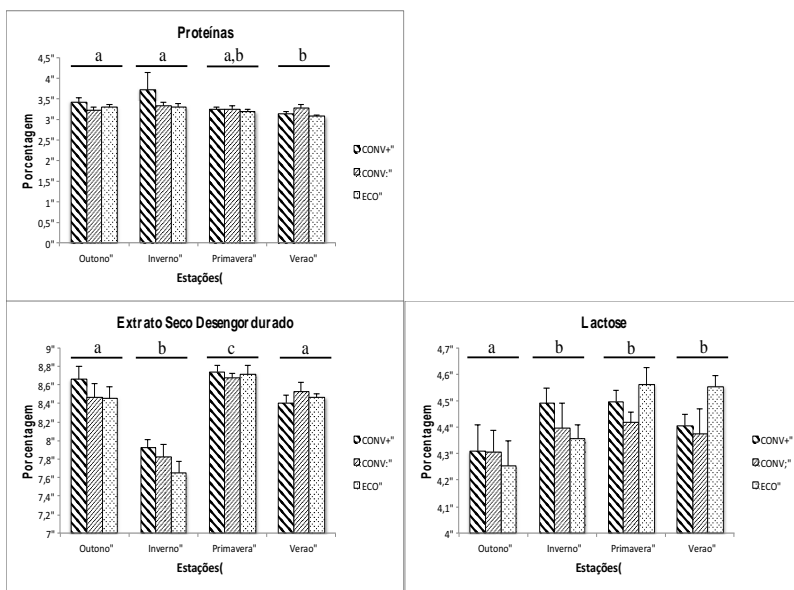 Proteínas
a a a,b b
4,5"
4"
3,5"
3"
2,5"
2"
1,5"
1"
0,5"
0"
Porcentagem
Outono" Inverno" Primavera" Verao"
Estações(
CONV+"
CONV:"
ECO"
Extrato Seco Desengordurado
a b c a
9"
8,8"
8,6"
8,4"
8,2"
8"
7,8"
7,6"
7,4"
7,2"
7"
Porcentagem
Outono" Inverno" Primavera" Verao"
Estações(
CONV+"
CONV:"
ECO"
Lactose
a b b b
4,7"
4,6"
4,5"
4,4"
4,3"
4,2"
4,1"
4"
Porcentagem
Outono" Inverno" Primavera" Verao"
Estações(
CONV+"
CONV;"
ECO"